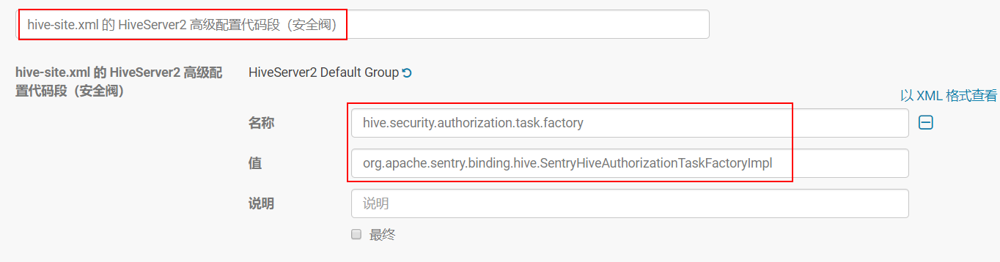 hive-site.xml 的 HiveServer2 高级配置代码段（安全阀）
hive-site.xml 的 HiveServer2 高级配
置代码段（安全阀）
HiveServer2 Default Group
以 XML 格式查看
名称
hive.security.authorization.task.factory
值
org.apache.sentry.binding.hive.SentryHiveAuthorizationTaskFactoryImpl
说明
说明
最终